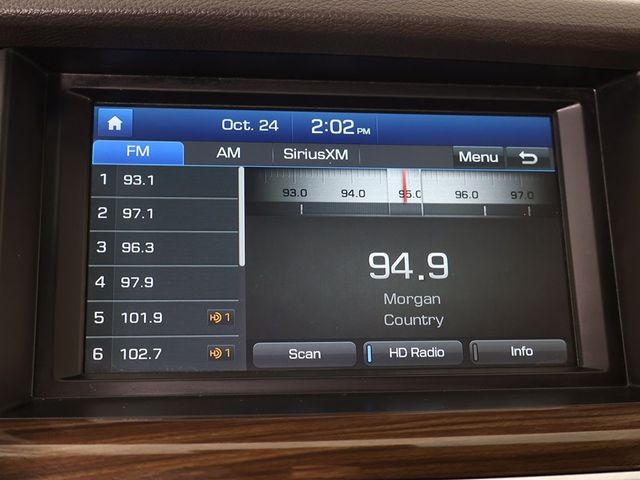 Oct. 24 2:02 PM
FM AM SiriusXM Menu
1 93.1
2 97.1
3 96.3
4 97.9
5 101.9 HD 1
6 102.7 HD 1
93.0 94.0 95.0 96.0 97.0
94.9
Morgan
Country
Scan HD Radio Info